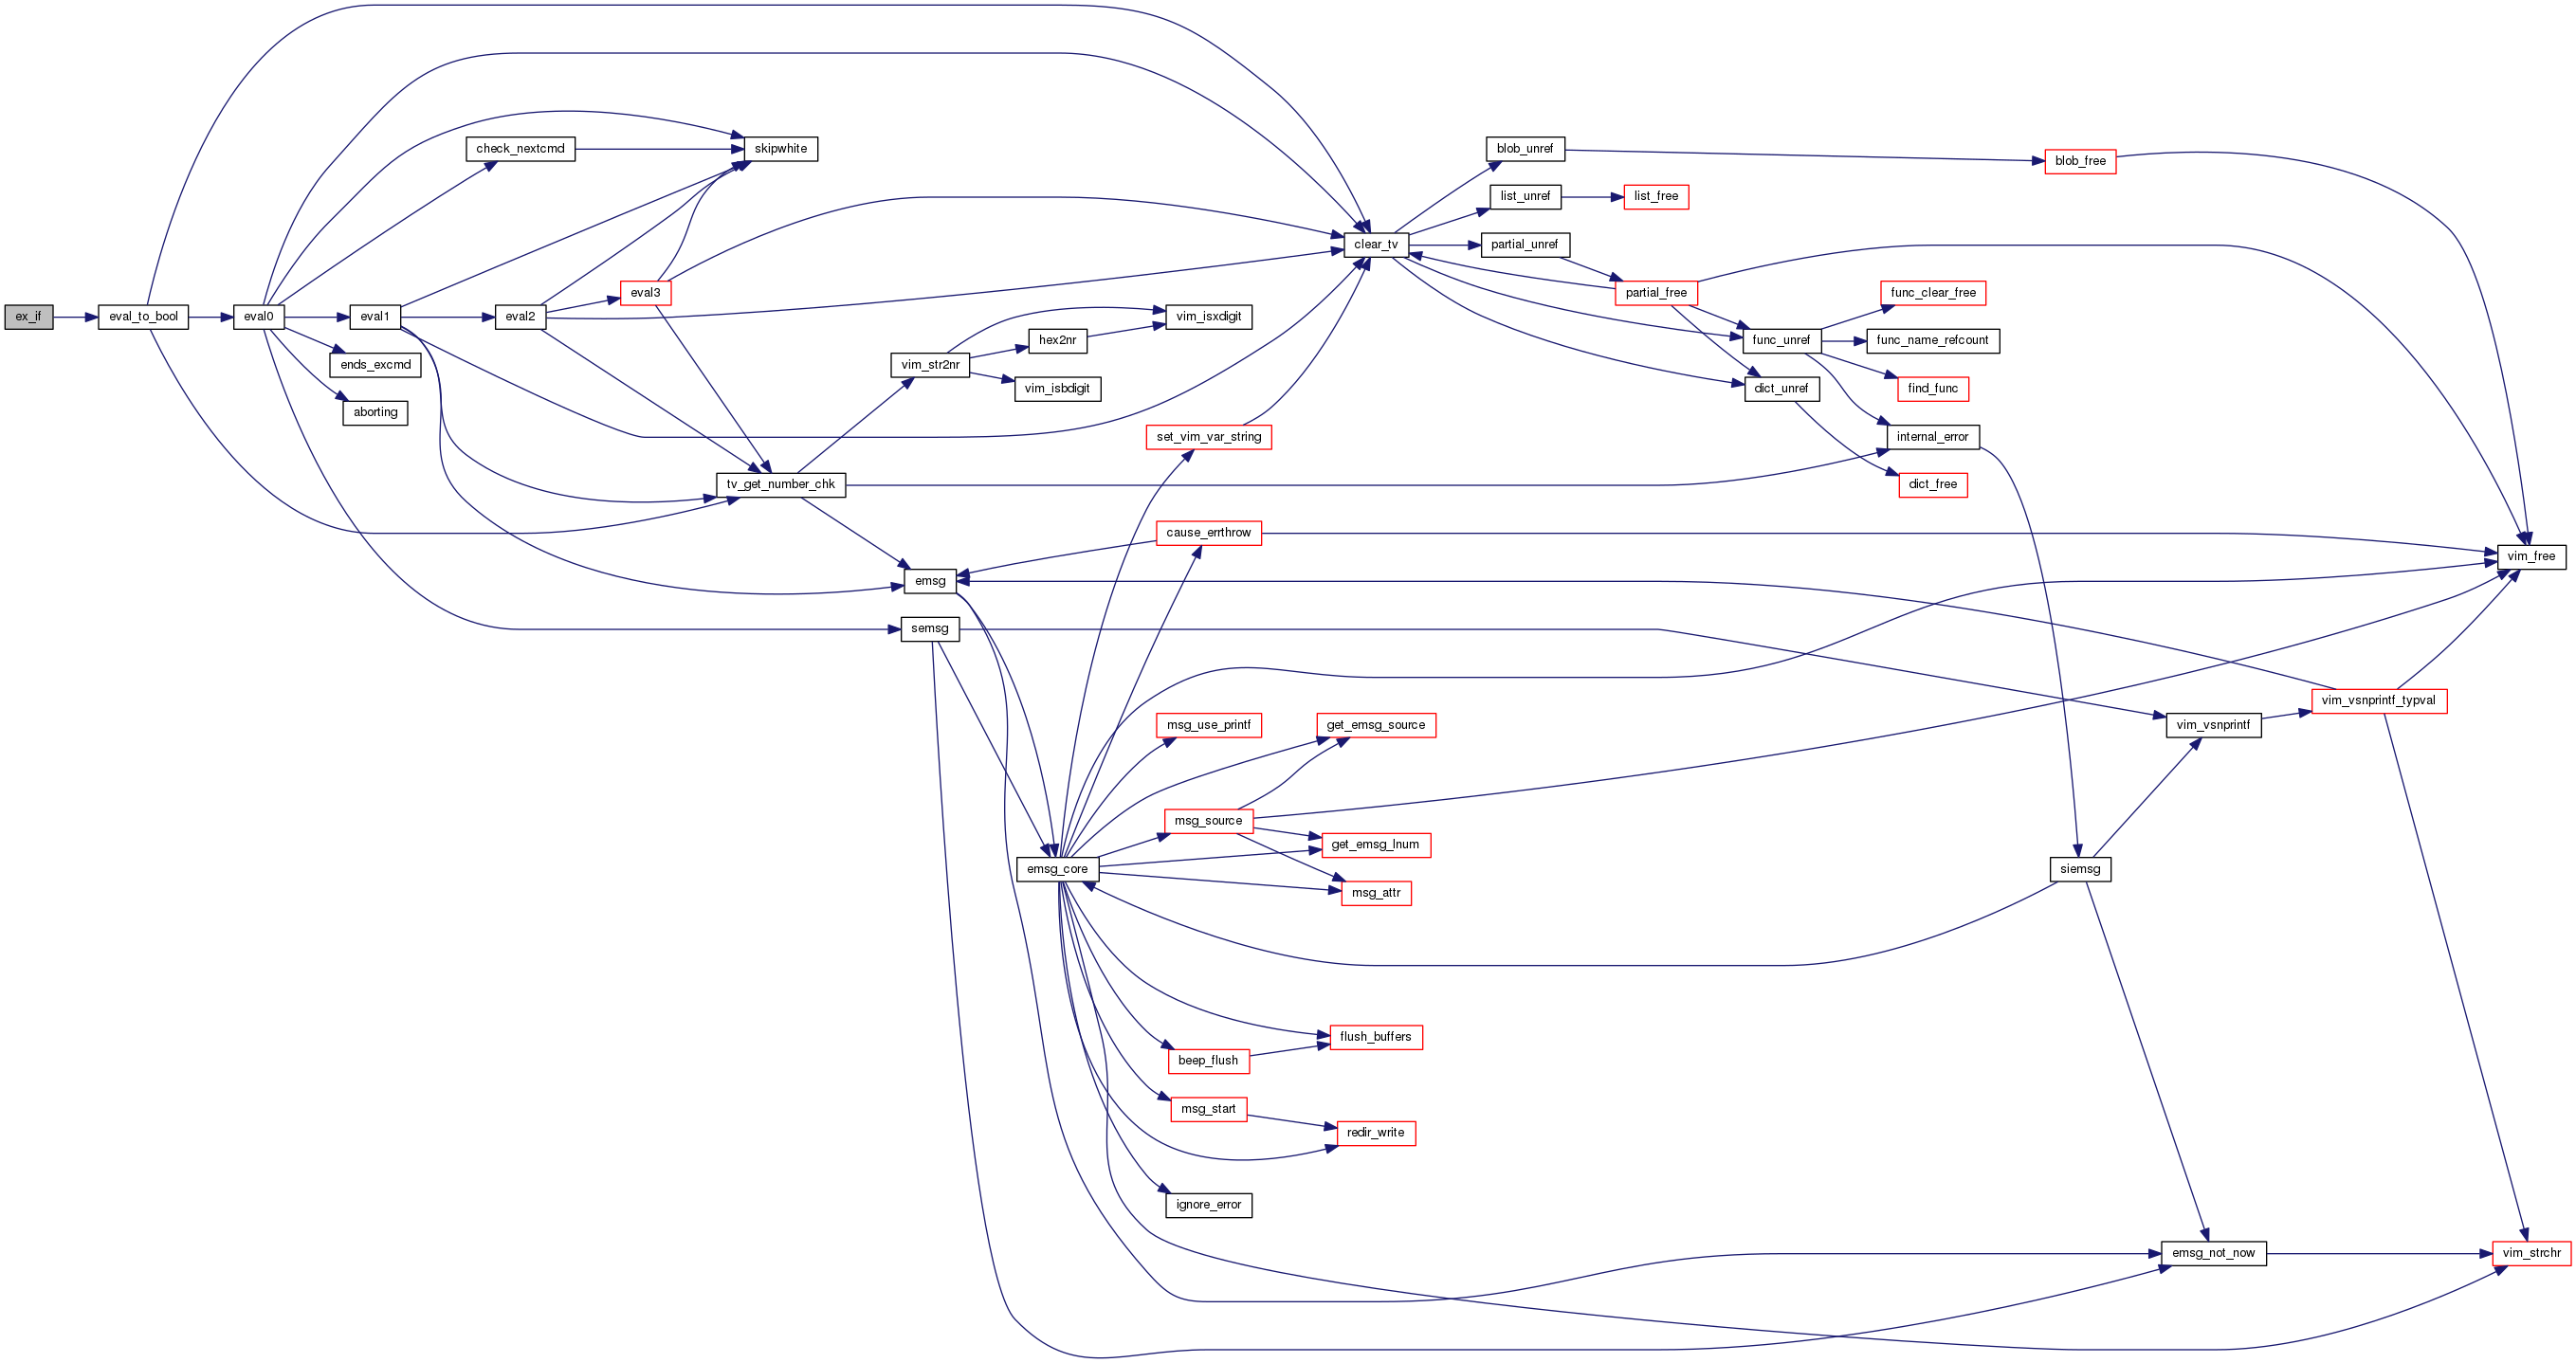 ex_if
eval_to_bool
eval0
check_nextcmd
eval1
ends_excmd
aborting
eval2
eval3
skipwhite
tv_get_number_chk
vim_str2nr
emsg
semsg
hex2nr
vim_isbdigit
emsg_core
vim_isxdigit
set_vim_var_string
cause_errthrow
msg_use_printf
msg_source
beep_flush
msg_start
ignore_error
clear_tv
get_emsg_source
get_emsg_lnum
msg_attr
flush_buffers
redir_write
blob_unref
list_unref
partial_unref
list_free
partial_free
func_unref
dict_unref
func_clear_free
func_name_refcount
find_func
internal_error
dict_free
blob_free
siemsg
vim_vsnprintf
emsg_not_now
vim_vsnprintf_typval
vim_free
vim_strchr